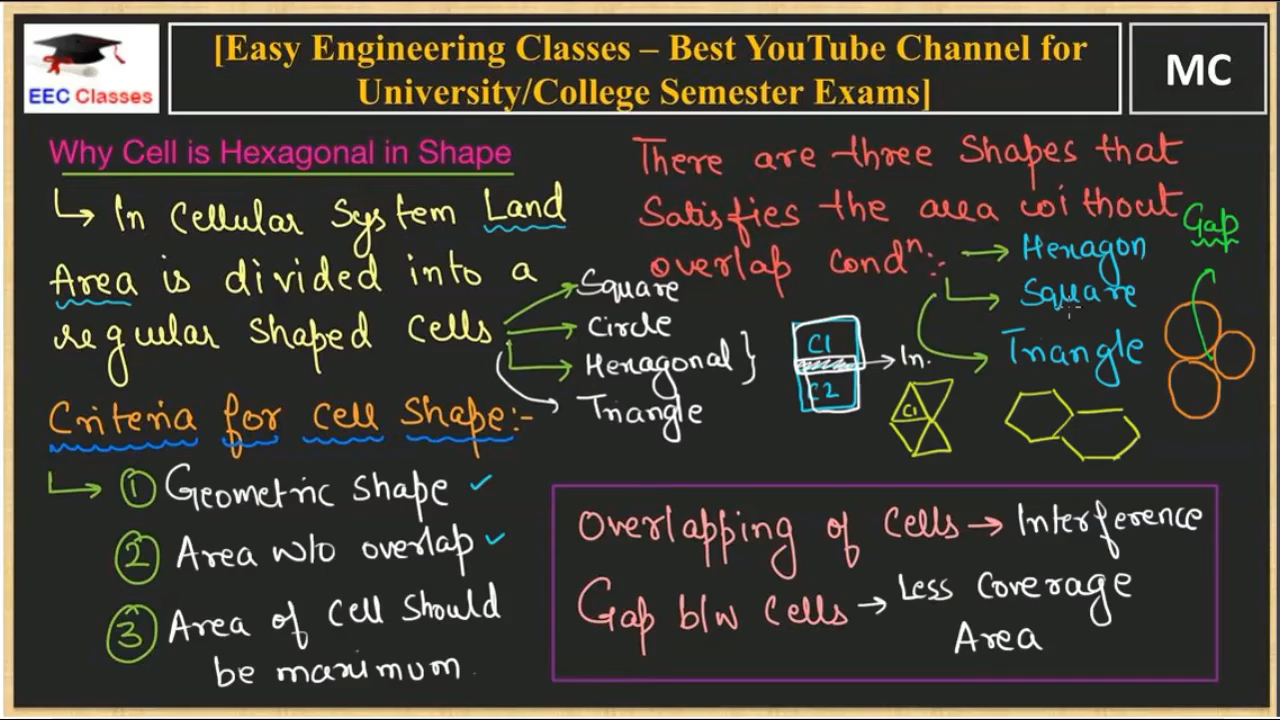 EEC Classes
[Easy Engineering Classes – Best YouTube Channel for
University/College Semester Exams]
MC
Why Cell is Hexagonal in Shape
In Cellular System Land
Area is divided into a
regular shaped cells
Square
Circle
Hexagonal
Triangle
Criteria for cell shape:-
1 Geometric shape
2 Area w/o overlap
3 Area of cell should
be maximum
There are three shapes that
Satisfies the area without
overlap condn:-
Hexagon
Square
Triangle
Gap
C1
C2
In.
C1
Overlapping of cells → Interference
Gap b/w cells → Less coverage
Area